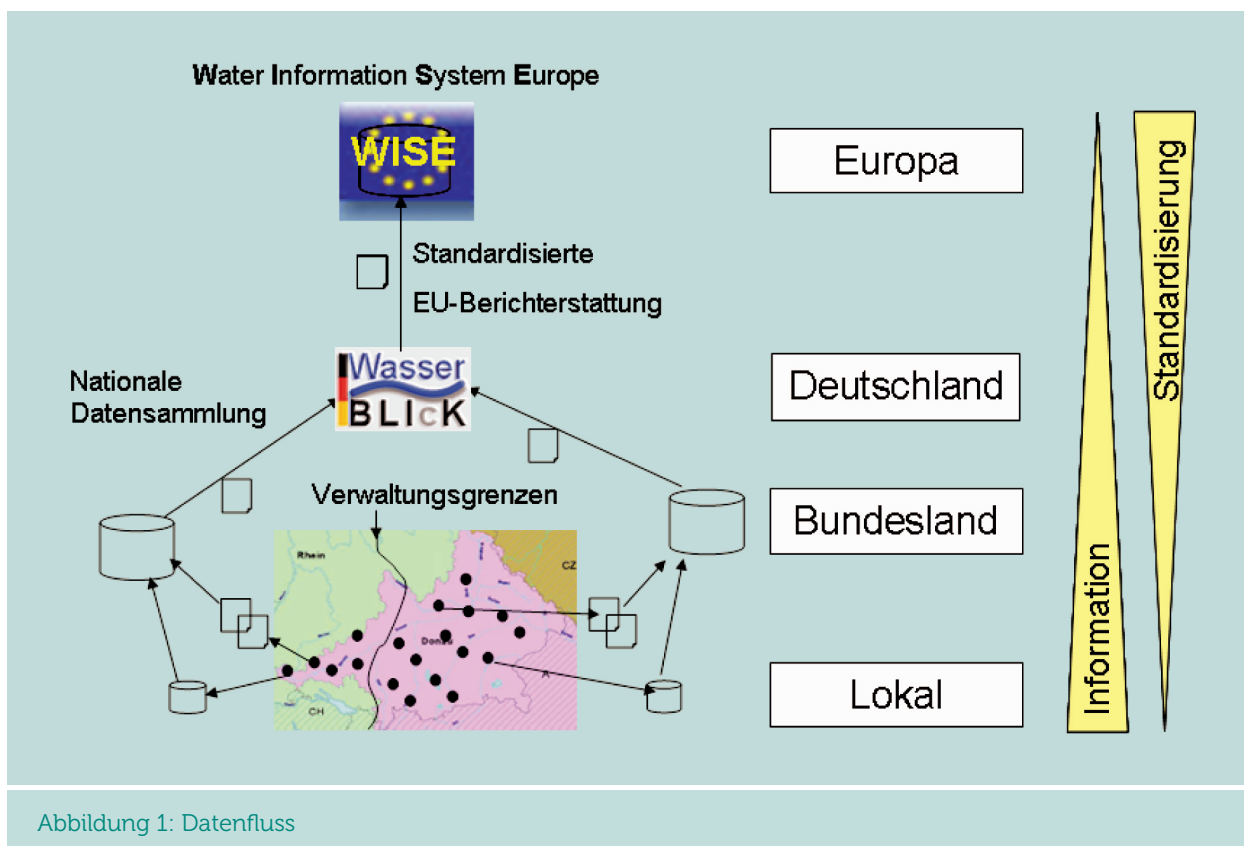 Water Information System Europe
WISE
Europa
Standardisierte
EU-Berichterstattung
Standardisierung
Nationale
Datensammlung
Wasser
BLIcK
Deutschland
Verwaltungsgrenzen
Bundesland
Rhein
CZ
Donau
A
CH
Information
Lokal
Abbildung 1: Datenfluss